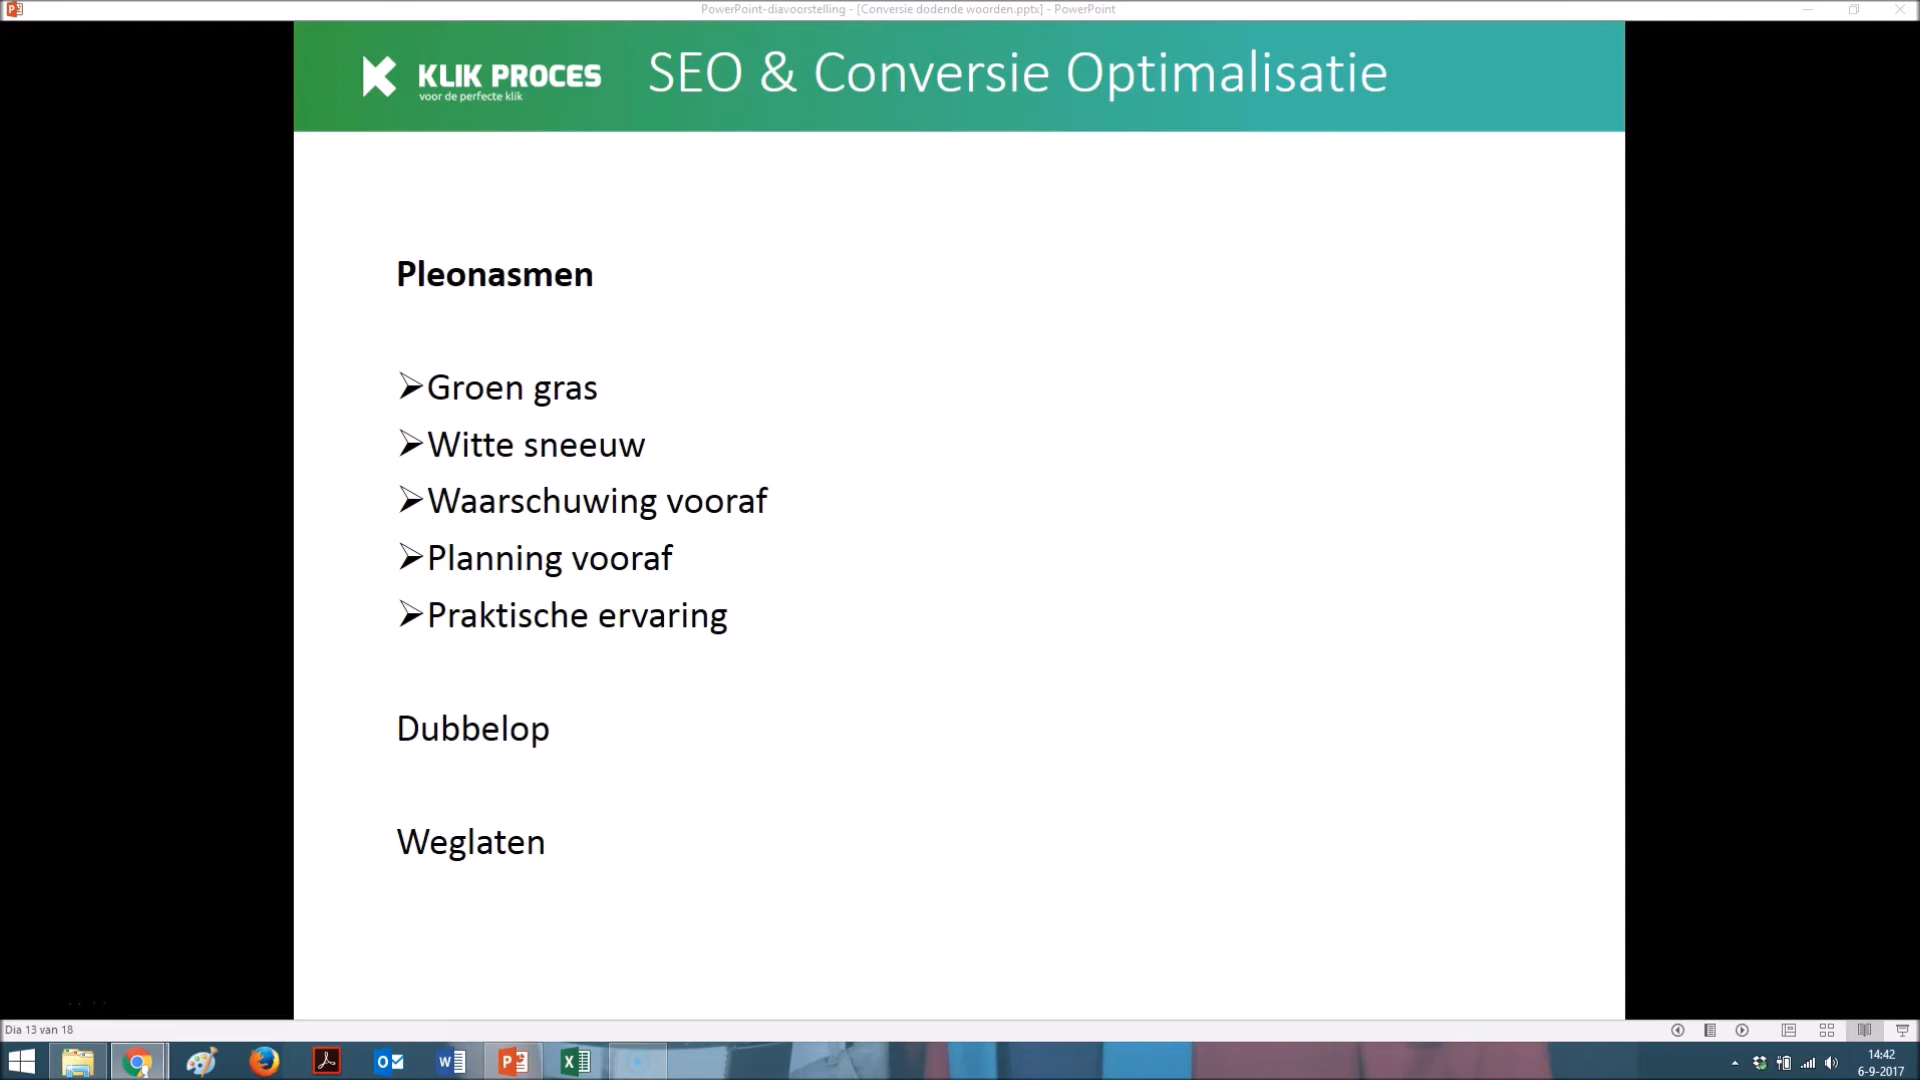 PowerPoint-diavoorstelling - [Conversie dodende woorden.pptx] - PowerPoint
KLIK PROCES
voor de perfecte klik
SEO & Conversie Optimalisatie
Pleonasmen
Groen gras
Witte sneeuw
Waarschuwing vooraf
Planning vooraf
Praktische ervaring
Dubbelop
Weglaten
Dia 13 van 18
14:42
6-9-2017